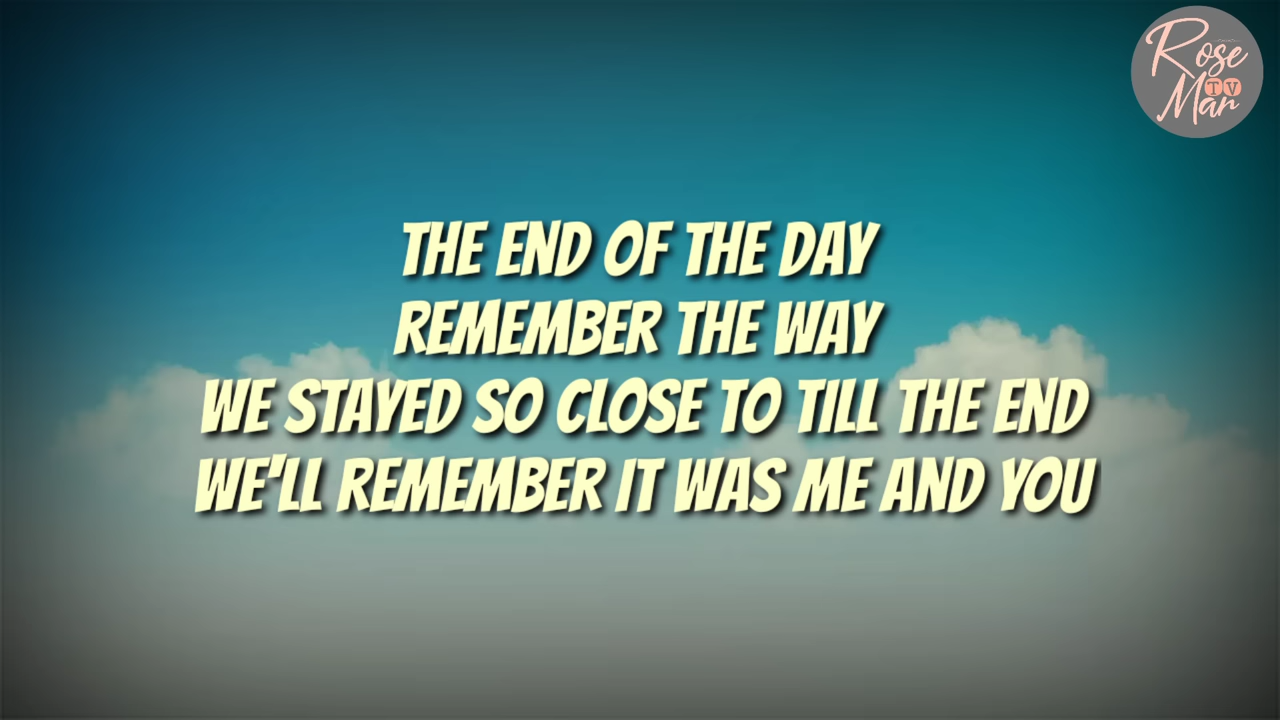 Rose
TV
Mar
THE END OF THE DAY
REMEMBER THE WAY
WE STAYED SO CLOSE TO TILL THE END
WE'LL REMEMBER IT WAS ME AND YOU